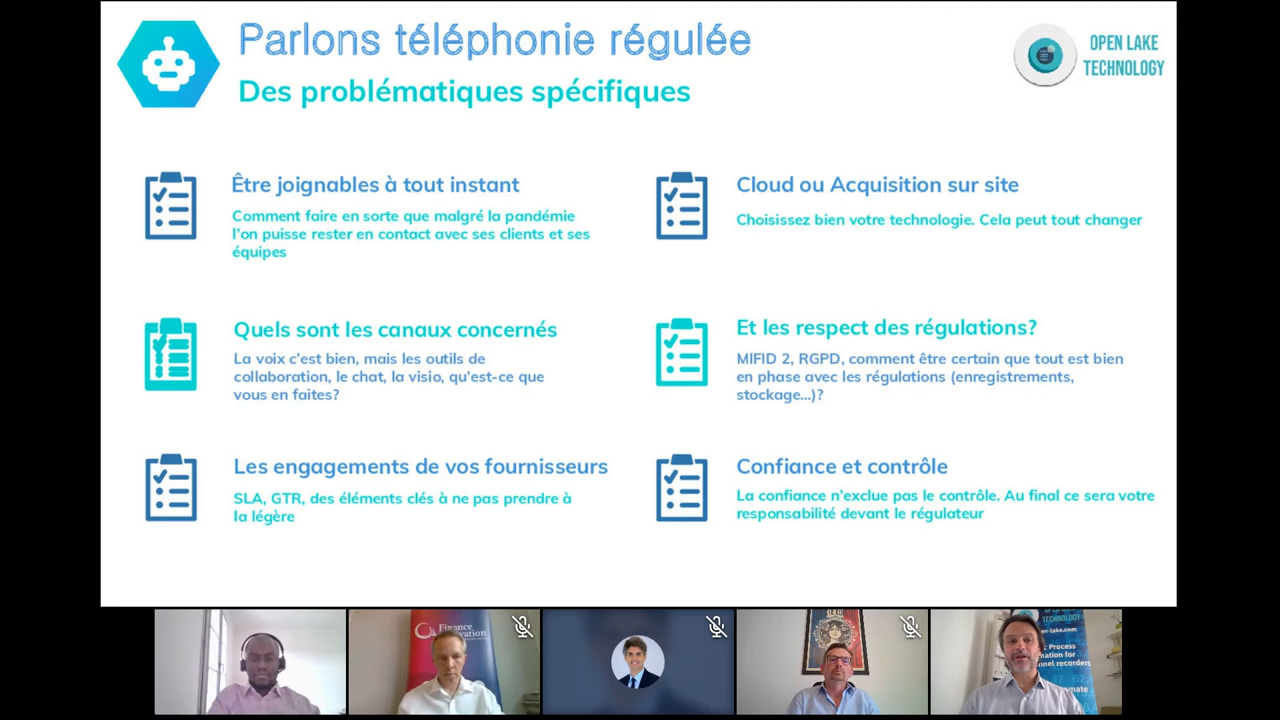 Parlons téléphonie régulée
Des problématiques spécifiques
OPEN LAKE
TECHNOLOGY
Être joignables à tout instant
Comment faire en sorte que malgré la pandémie
l'on puisse rester en contact avec ses clients et ses
équipes
Cloud ou Acquisition sur site
Choisissez bien votre technologie. Cela peut tout changer
Quels sont les canaux concernés
La voix c'est bien, mais les outils de
collaboration, le chat, la visio, qu'est-ce que
vous en faites?
Et les respect des régulations?
MIFID 2, RGPD, comment être certain que tout est bien
en phase avec les régulations (enregistrements,
stockage...)?
Les engagements de vos fournisseurs
SLA, GTR, des éléments clés à ne pas prendre à
la légère
Confiance et contrôle
La confiance n'exclue pas le contrôle. Au final ce sera votre
responsabilité devant le régulateur
Finance
TECHNOLOGY
Process